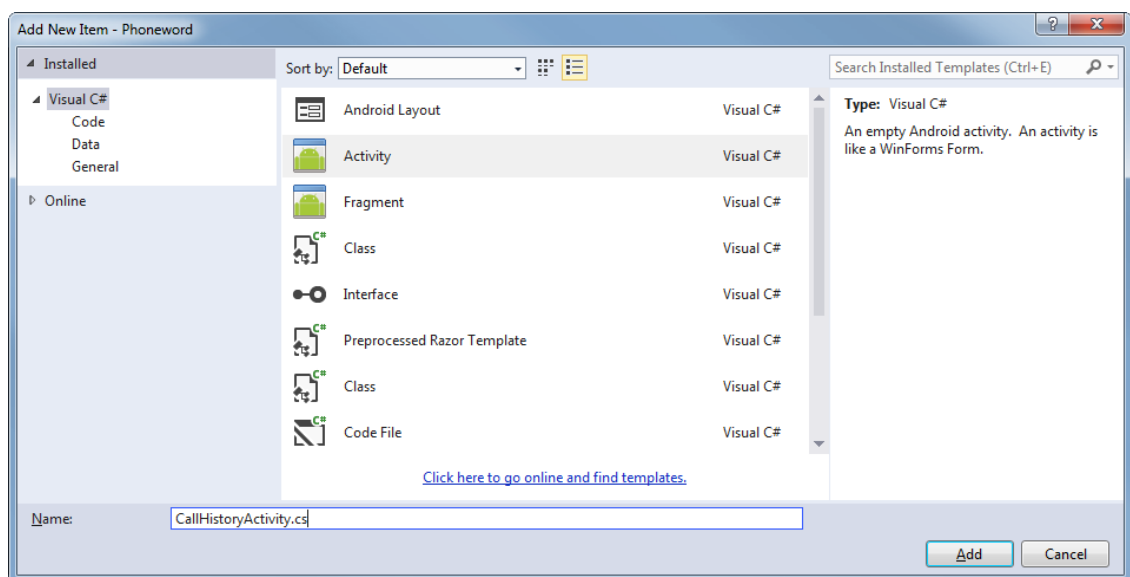 Add New Item - Phoneword
?
X
Installed
Sort by: Default
Search Installed Templates (Ctrl+E)
Visual C#
Code
Data
General
Online
Android Layout Visual C#
Activity Visual C#
Fragment Visual C#
C# Class Visual C#
Interface Visual C#
C# Preprocessed Razor Template Visual C#
C# Class Visual C#
C# Code File Visual C#
Click here to go online and find templates.
Type: Visual C#
An empty Android activity. An activity is
like a WinForms Form.
Name: CallHistoryActivity.cs
Add
Cancel